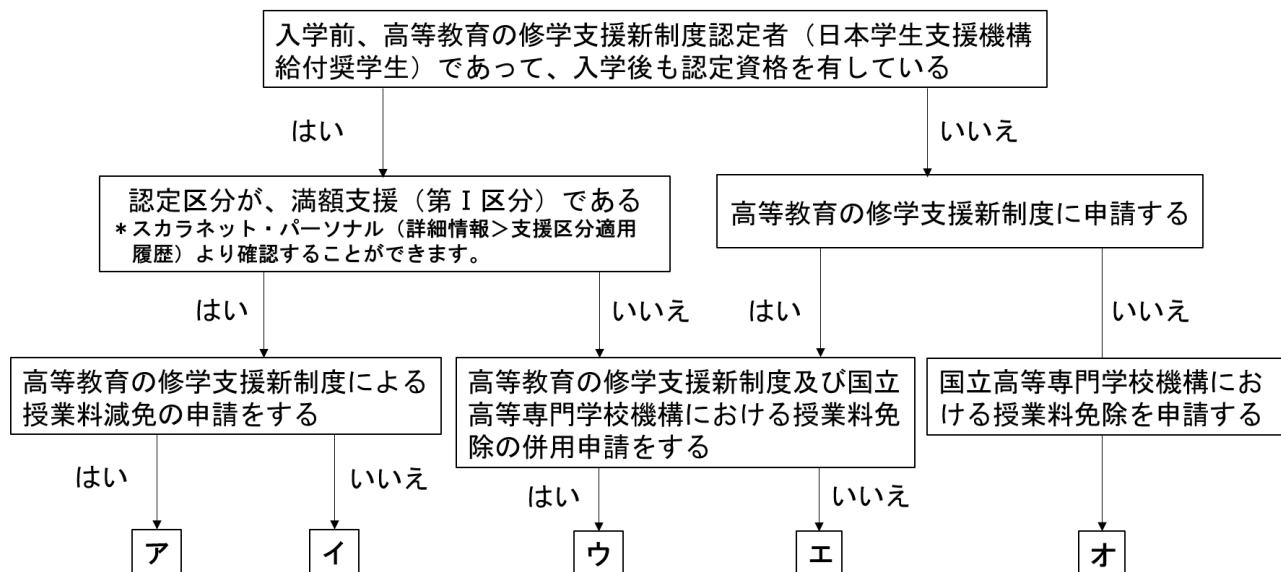 入学前、高等教育の修学支援新制度認定者（日本学生支援機構
給付奨学生）であって、入学後も認定資格を有している
はい
いいえ
認定区分が、満額支援（第Ⅰ区分）である
＊スカラネット・パーソナル（詳細情報＞支援区分適用
履歴）より確認することができます。
高等教育の修学支援新制度に申請する
はい
いいえ
はい
いいえ
高等教育の修学支援新制度による
授業料減免の申請をする
高等教育の修学支援新制度及び国立
高等専門学校機構における授業料免
除の併用申請をする
国立高等専門学校機構にお
ける授業料免除を申請する
はい
いいえ
はい
いいえ
ア
イ
ウ
エ
オ